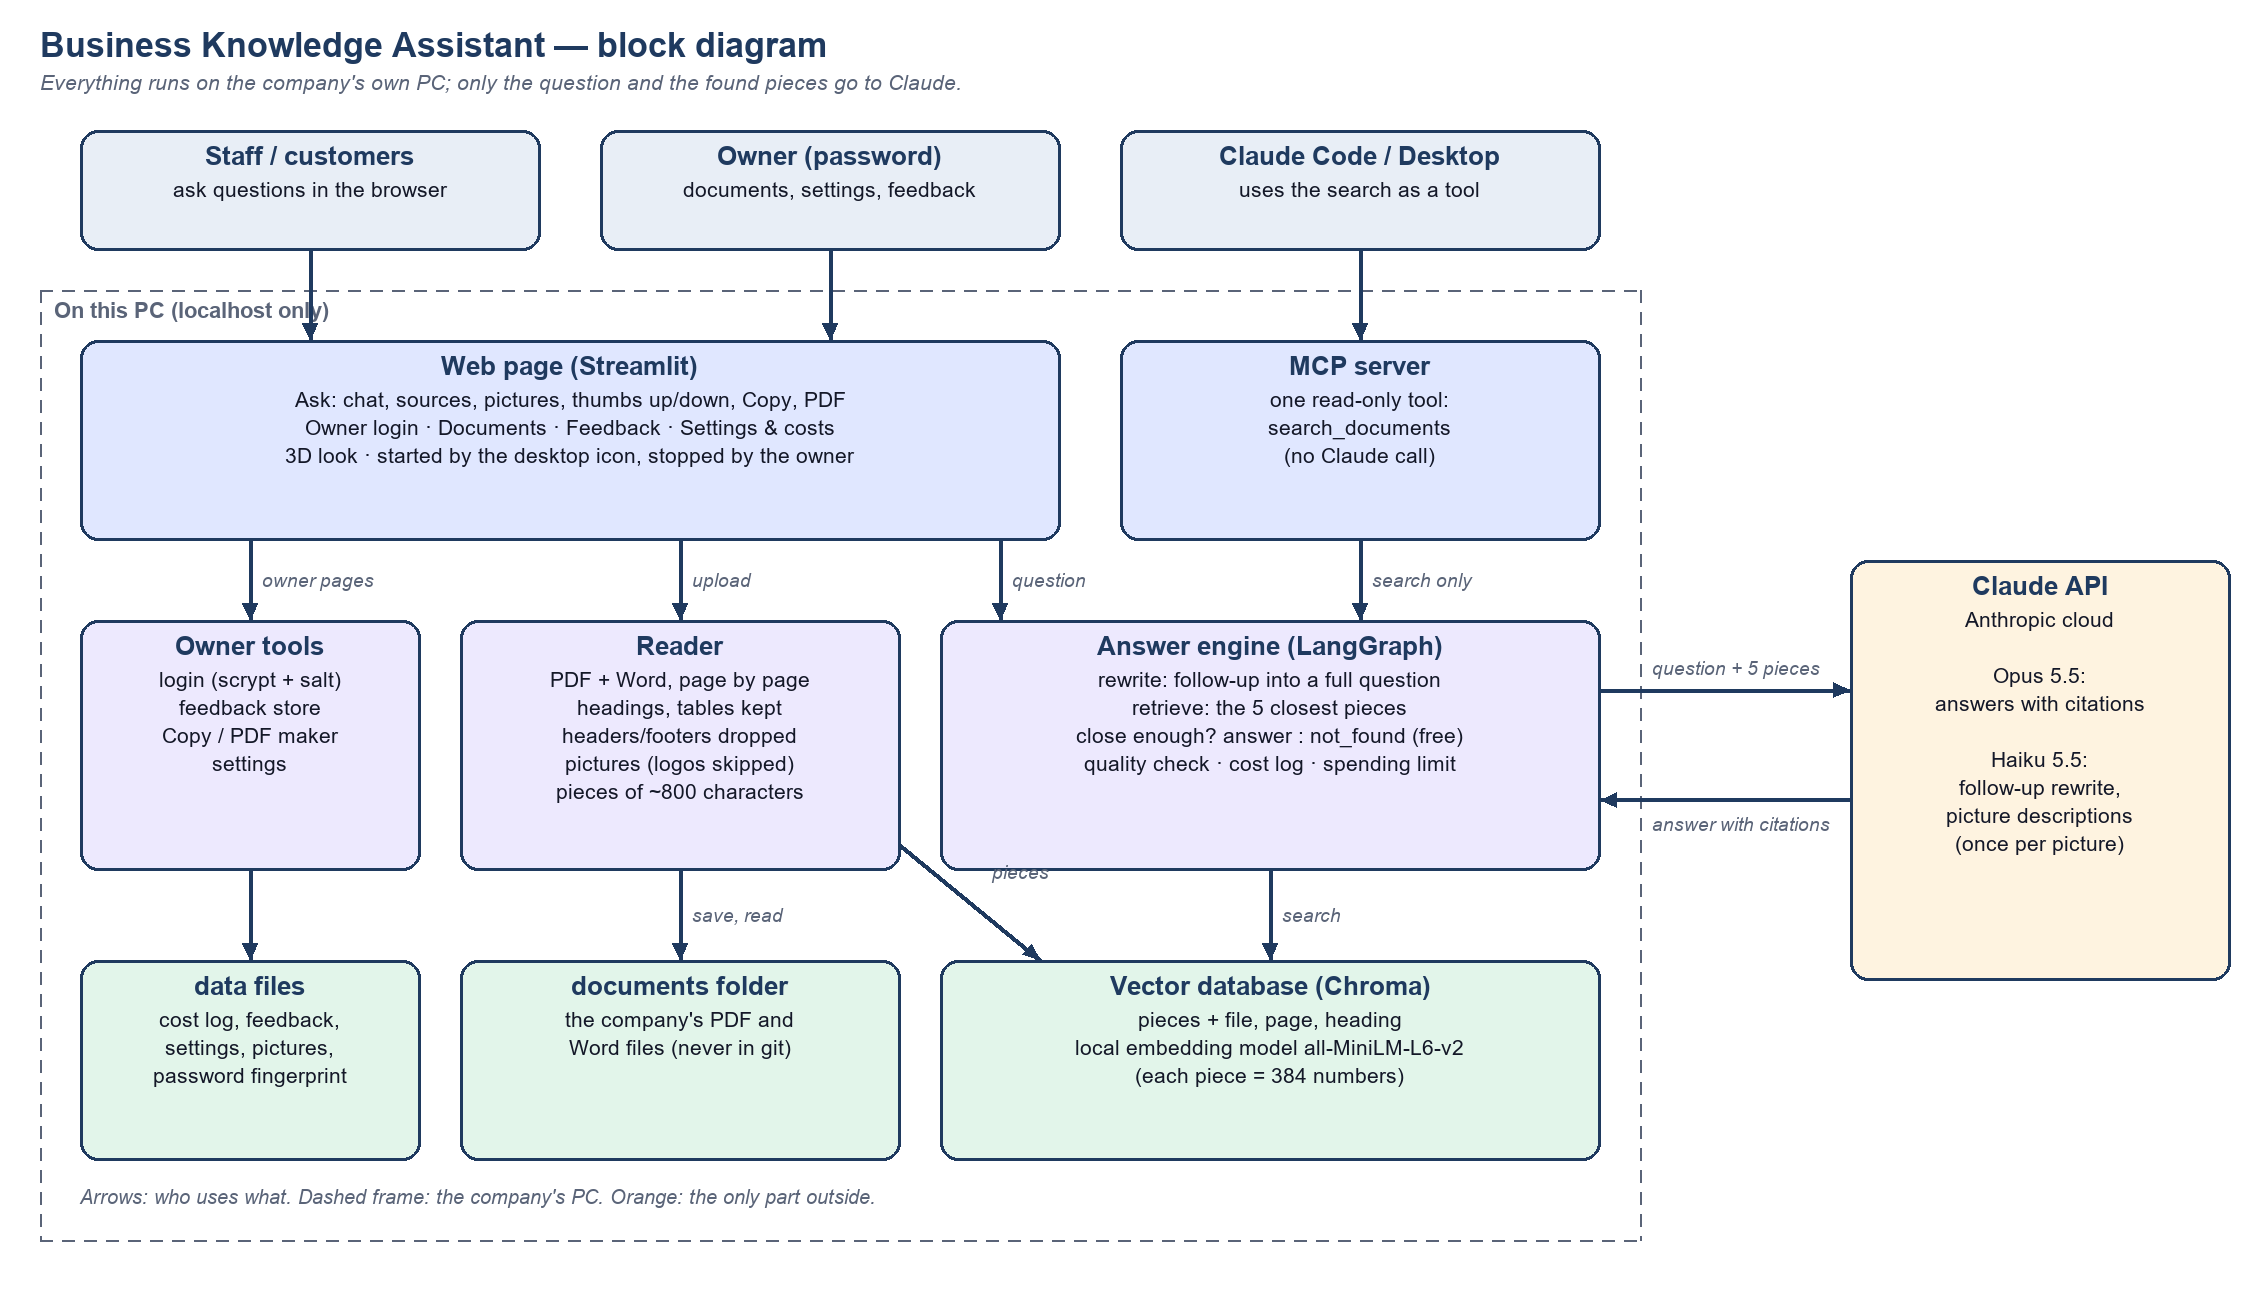 Business Knowledge Assistant — block diagram
Everything runs on the company's own PC; only the question and the found pieces go to Claude.
Staff / customers
ask questions in the browser
Owner (password)
documents, settings, feedback
Claude Code / Desktop
uses the search as a tool
On this PC (localhost only)
Web page (Streamlit)
Ask: chat, sources, pictures, thumbs up/down, Copy, PDF
Owner login · Documents · Feedback · Settings & costs
3D look · started by the desktop icon, stopped by the owner
MCP server
one read-only tool:
search_documents
(no Claude call)
owner pages
upload
question
search only
Owner tools
login (scrypt + salt)
feedback store
Copy / PDF maker
settings
Reader
PDF + Word, page by page
headings, tables kept
headers/footers dropped
pictures (logos skipped)
pieces of ~800 characters
Answer engine (LangGraph)
rewrite: follow-up into a full question
retrieve: the 5 closest pieces
close enough? answer : not_found (free)
quality check · cost log · spending limit
question + 5 pieces
answer with citations
Claude API
Anthropic cloud
Opus 5.5:
answers with citations
Haiku 5.5:
follow-up rewrite,
picture descriptions
(once per picture)
pieces
save, read
search
data files
cost log, feedback,
settings, pictures,
password fingerprint
documents folder
the company's PDF and
Word files (never in git)
Vector database (Chroma)
pieces + file, page, heading
local embedding model all-MiniLM-L6-v2
(each piece = 384 numbers)
Arrows: who uses what. Dashed frame: the company's PC. Orange: the only part outside.